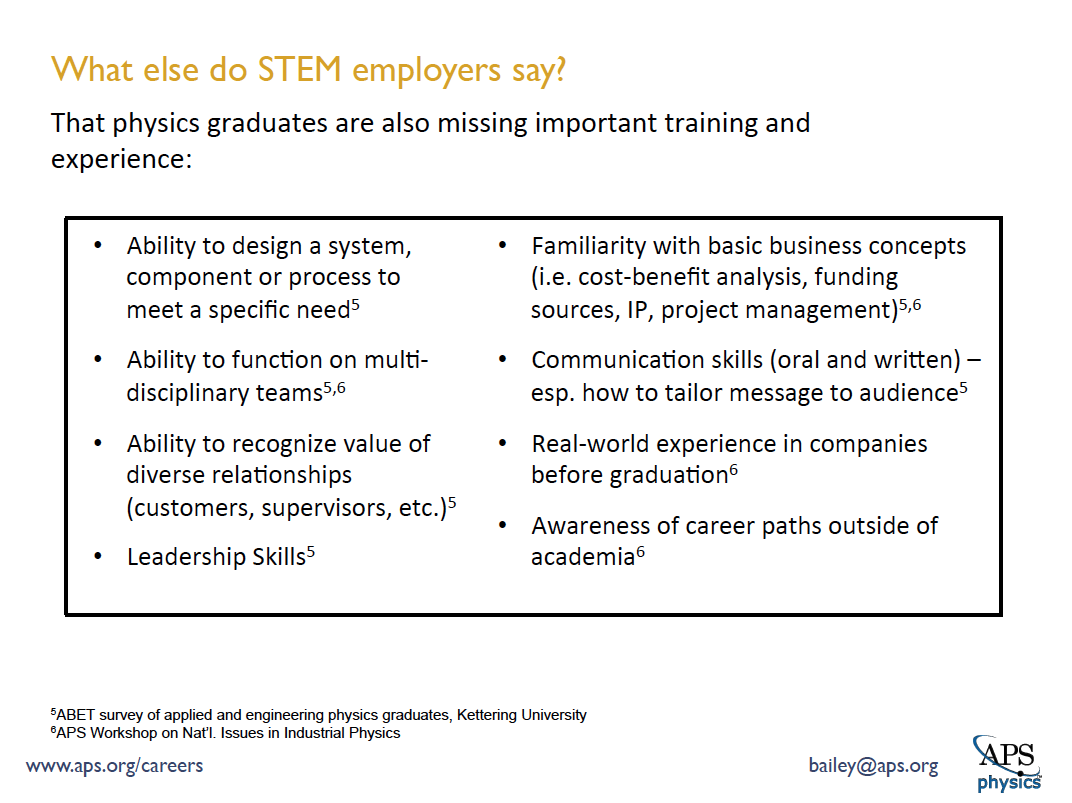 What else do STEM employers say?
That physics graduates are also missing important training and
experience:
• Ability to design a system,
component or process to
meet a specific need⁵
• Ability to function on multi-
disciplinary teams⁵,⁶
• Ability to recognize value of
diverse relationships
(customers, supervisors, etc.)⁵
• Leadership Skills⁵
• Familiarity with basic business concepts
(i.e. cost-benefit analysis, funding
sources, IP, project management)⁵,⁶
• Communication skills (oral and written) –
esp. how to tailor message to audience⁵
• Real-world experience in companies
before graduation⁶
• Awareness of career paths outside of
academia⁶
⁵ABET survey of applied and engineering physics graduates, Kettering University
⁶APS Workshop on Nat'l. Issues in Industrial Physics
www.aps.org/careers
bailey@aps.org
APS
physics™